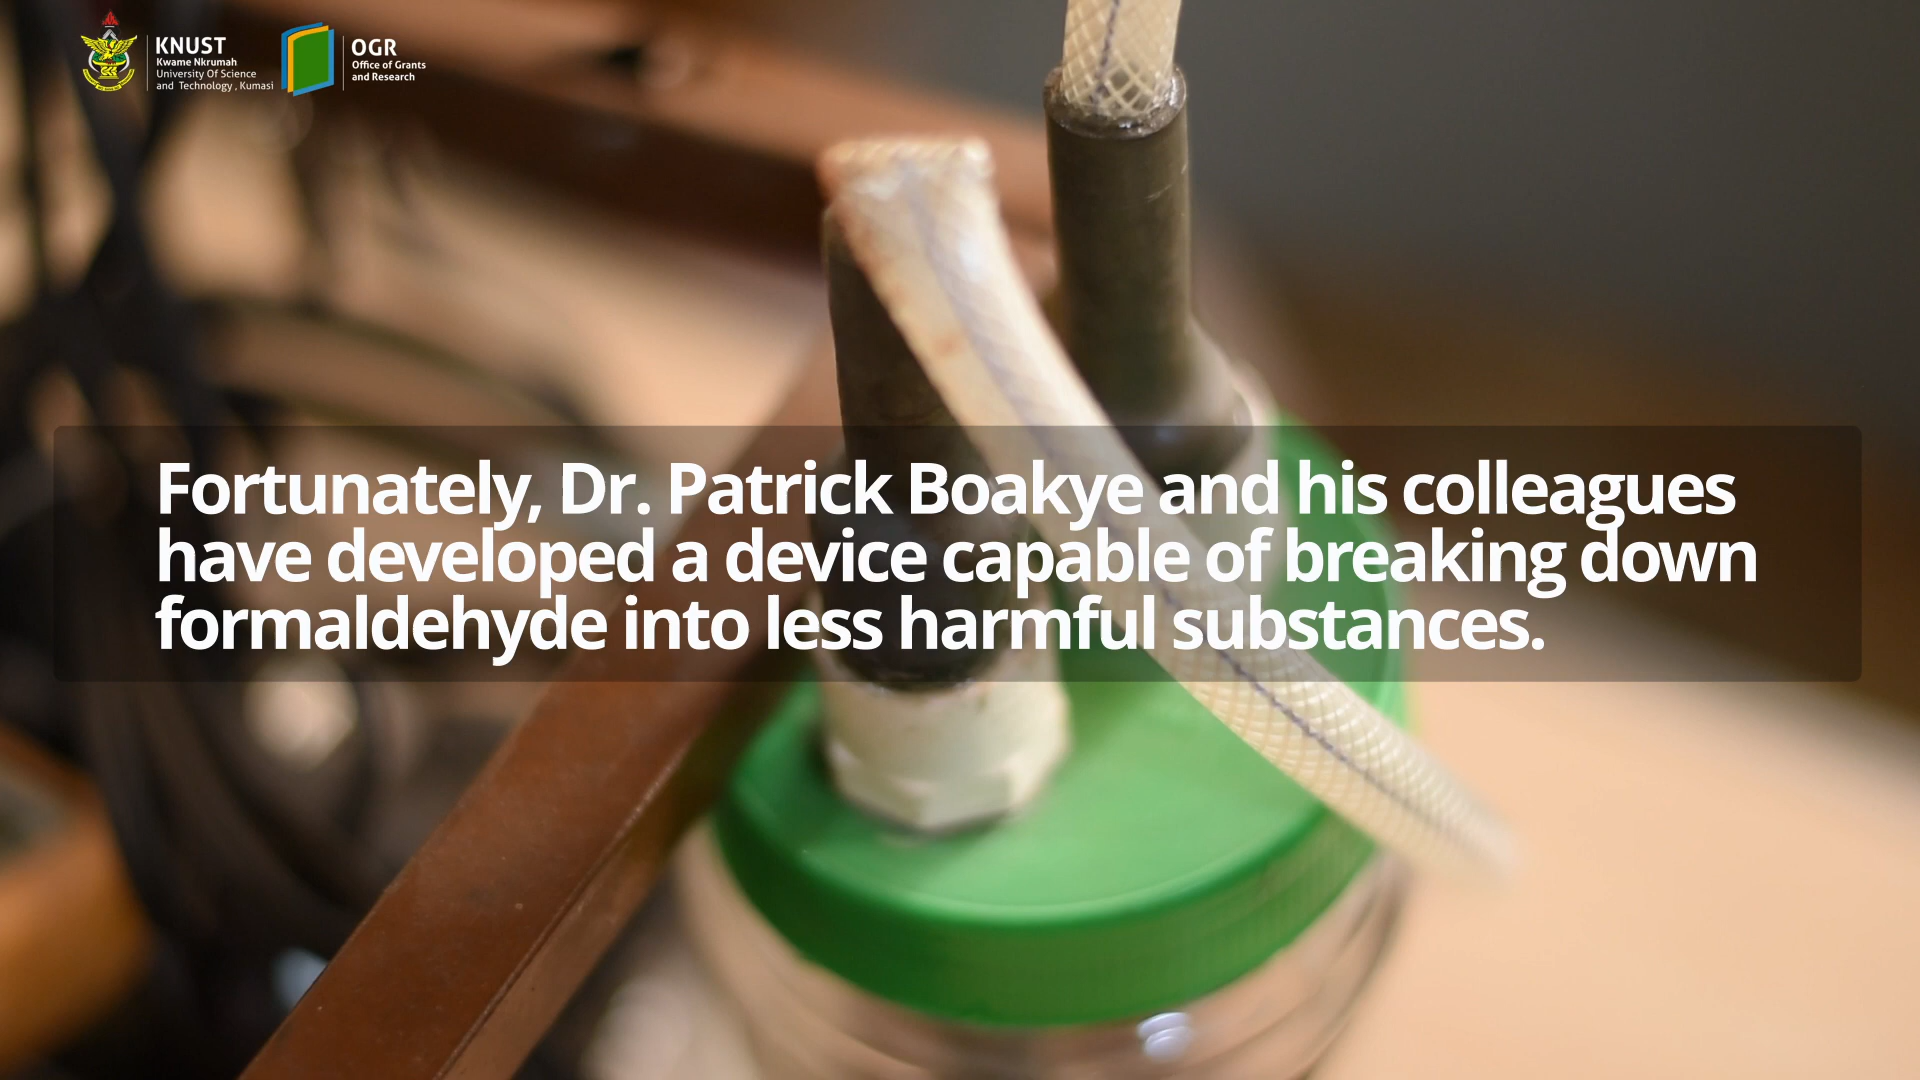 KNUST
Kwame Nkrumah
University Of Science
and Technology , Kumasi
OGR
Office of Grants
and Research
Fortunately, Dr. Patrick Boakye and his colleagues
have developed a device capable of breaking down
formaldehyde into less harmful substances.